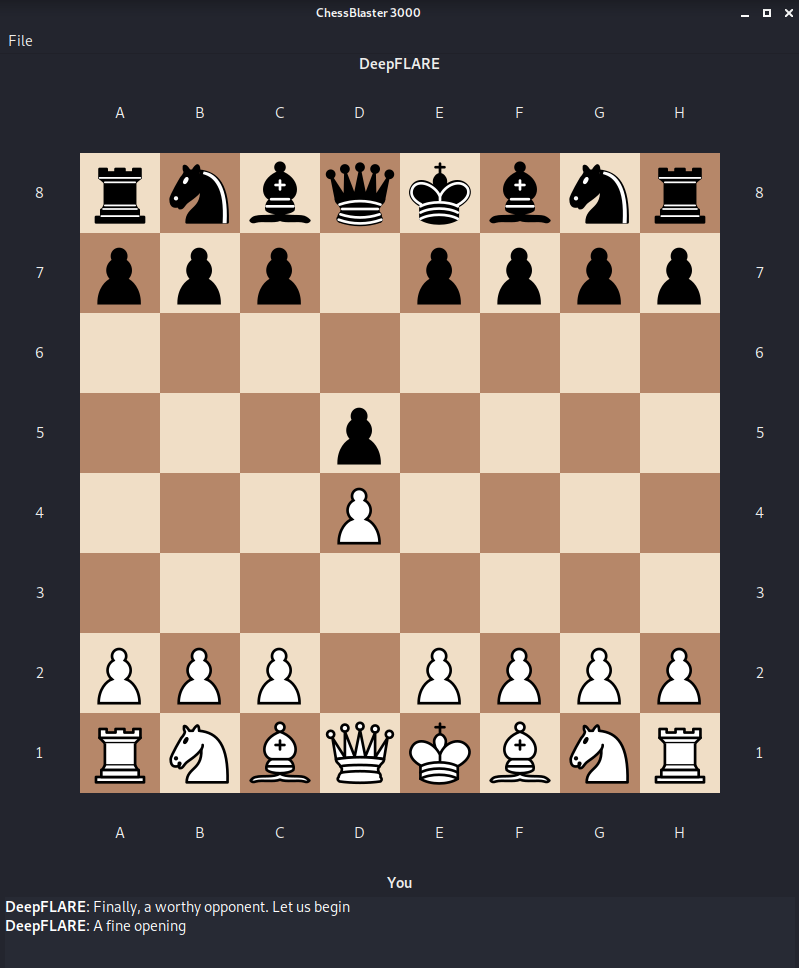 ChessBlaster 3000
File
DeepFLARE
A B C D E F G H
8 8
7 7
6 6
5 5
4 4
3 3
2 2
1 1
A B C D E F G H
You
DeepFLARE: Finally, a worthy opponent. Let us begin
DeepFLARE: A fine opening